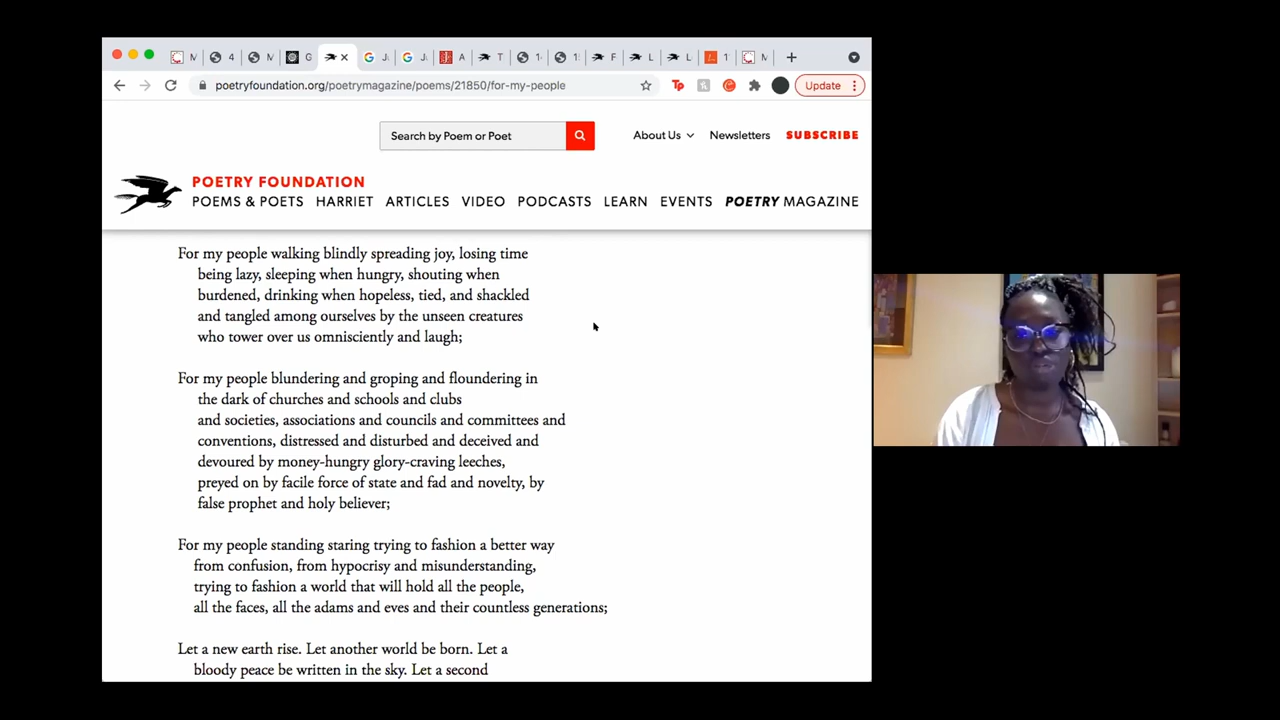 M
4
M
G
J
J
A
T
1
1
F
L
L
1
M
poetryfoundation.org/poetrymagazine/poems/21850/for-my-people
Tp
Update
Search by Poem or Poet
About Us
Newsletters
SUBSCRIBE
POETRY FOUNDATION
POEMS & POETS HARRIET ARTICLES VIDEO PODCASTS LEARN EVENTS POETRY MAGAZINE
For my people walking blindly spreading joy, losing time
being lazy, sleeping when hungry, shouting when
burdened, drinking when hopeless, tied, and shackled
and tangled among ourselves by the unseen creatures
who tower over us omnisciently and laugh;
For my people blundering and groping and floundering in
the dark of churches and schools and clubs
and societies, associations and councils and committees and
conventions, distressed and disturbed and deceived and
devoured by money-hungry glory-craving leeches,
preyed on by facile force of state and fad and novelty, by
false prophet and holy believer;
For my people standing staring trying to fashion a better way
from confusion, from hypocrisy and misunderstanding,
trying to fashion a world that will hold all the people,
all the faces, all the adams and eves and their countless generations;
Let a new earth rise. Let another world be born. Let a
bloody peace be written in the sky. Let a second